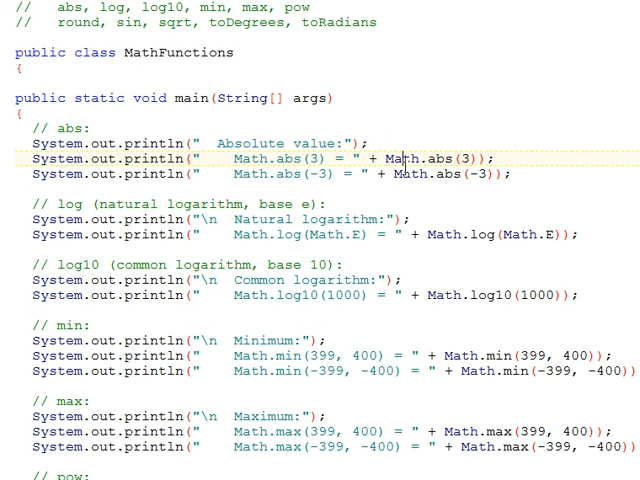 //   abs, log, log10, min, max, pow
//   round, sin, sqrt, toDegrees, toRadians
public class MathFunctions
{
public static void main(String[] args)
{
// abs:
System.out.println("  Absolute value:");
System.out.println("    Math.abs(3) = " + Math.abs(3));
System.out.println("    Math.abs(-3) = " + Math.abs(-3));
// log (natural logarithm, base e):
System.out.println("\n  Natural logarithm:");
System.out.println("    Math.log(Math.E) = " + Math.log(Math.E));
// log10 (common logarithm, base 10):
System.out.println("\n  Common logarithm:");
System.out.println("    Math.log10(1000) = " + Math.log10(1000));
// min:
System.out.println("\n  Minimum:");
System.out.println("    Math.min(399, 400) = " + Math.min(399, 400));
System.out.println("    Math.min(-399, -400) = " + Math.min(-399, -400))
// max:
System.out.println("\n  Maximum:");
System.out.println("    Math.max(399, 400) = " + Math.max(399, 400));
System.out.println("    Math.max(-399, -400) = " + Math.max(-399, -400))
// pow: